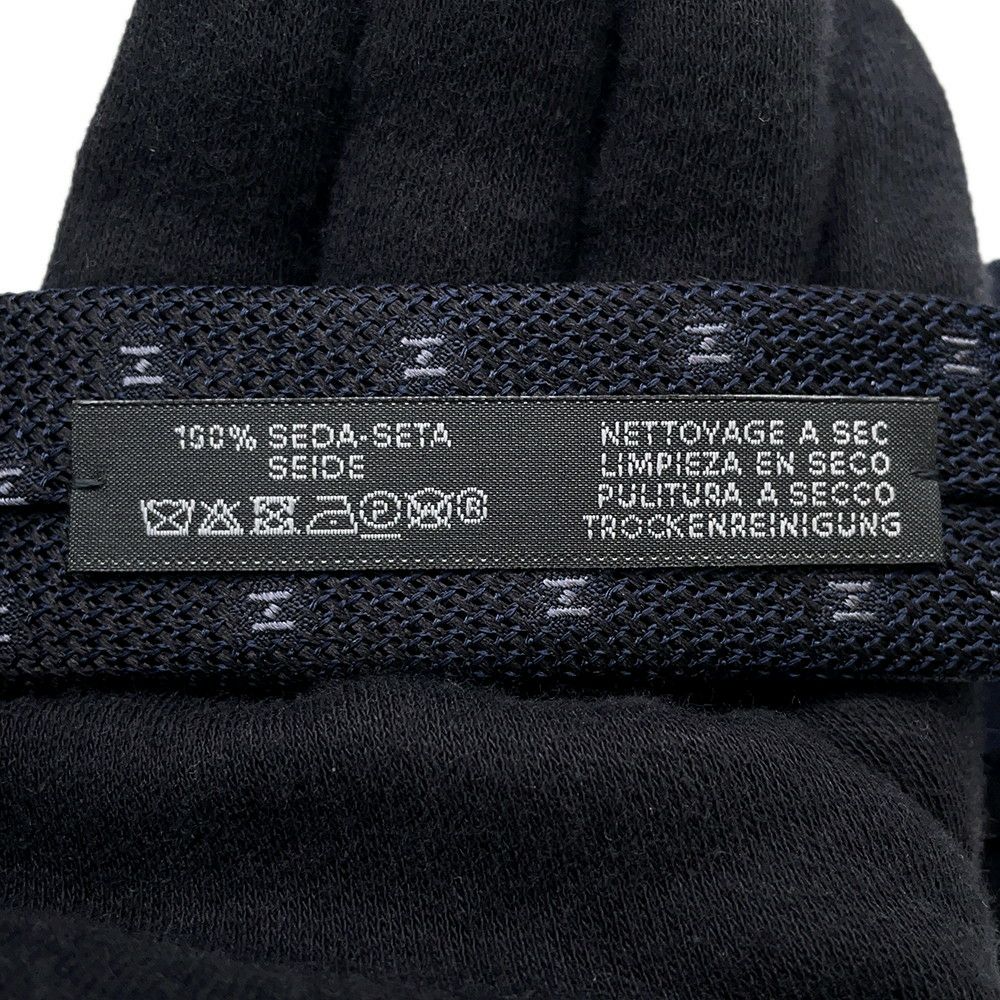 100% SEDA-SETA
SEIDE
P W ®
NETTOYAGE A SEC
LIMPIEZA EN SECO
PULITURA A SECCO
TROCKENREINIGUNG